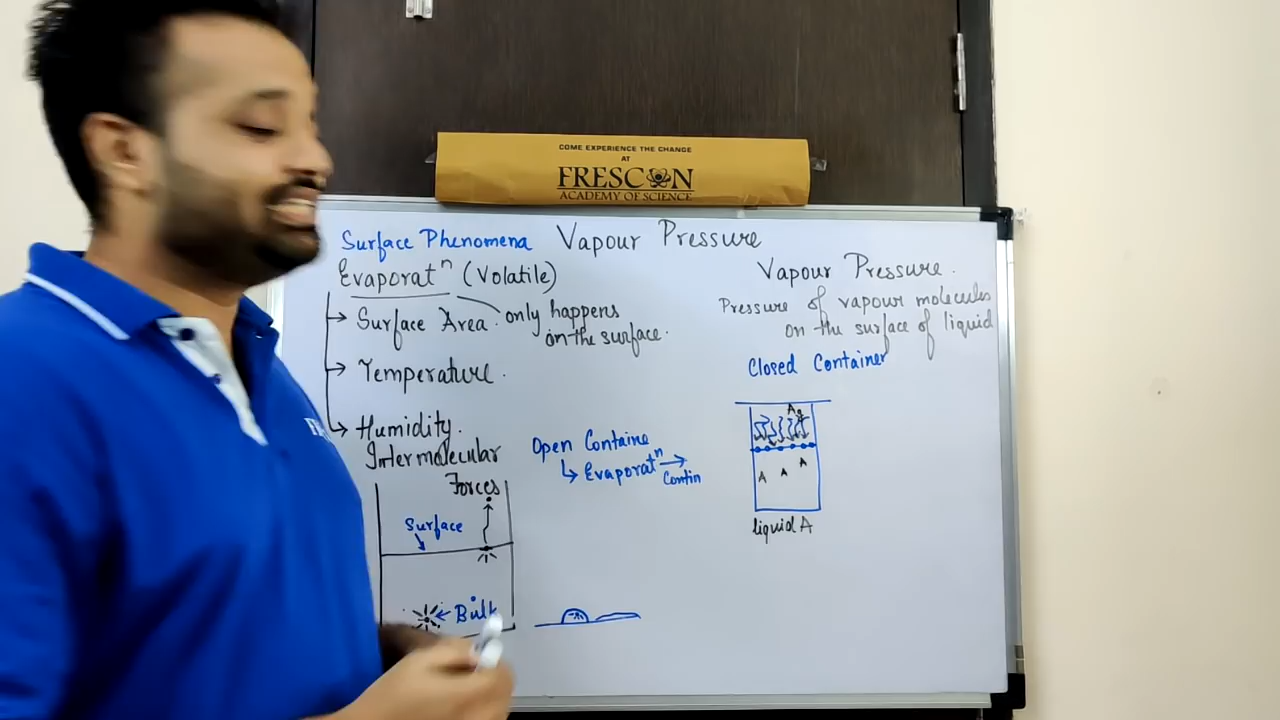 COME EXPERIENCE THE CHANGE
AT
FRESCON
ACADEMY OF SCIENCE
Surface Phenomena Vapour Pressure
Evaporatⁿ (Volatile)
→ Surface Area.
only happens
on the surface.
→ Temperature.
→ Humidity.
Intermolecular
Forces
Surface
Bulk
Open Containe
↳ Evaporatⁿ →
Contin
Vapour Pressure.
Pressure of vapour molecules
on the surface of liquid
Closed Container
Ag
A A A
liquid A